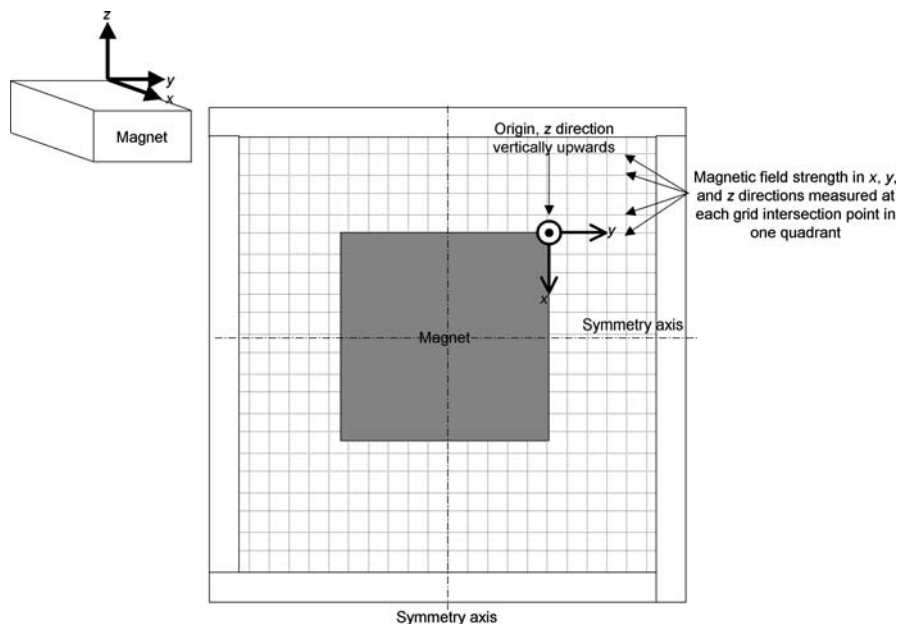 z
y
x
Magnet
Origin, z direction
vertically upwards
Magnetic field strength in x, y,
and z directions measured at
each grid intersection point in
one quadrant
y
x
Symmetry axis
Magnet
Symmetry axis